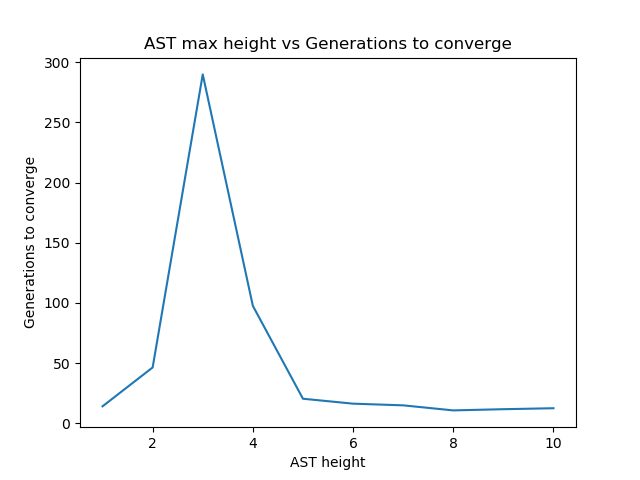 AST max height vs Generations to converge
300
250
200
150
100
50
0
Generations to converge
2 4 6 8 10
AST height